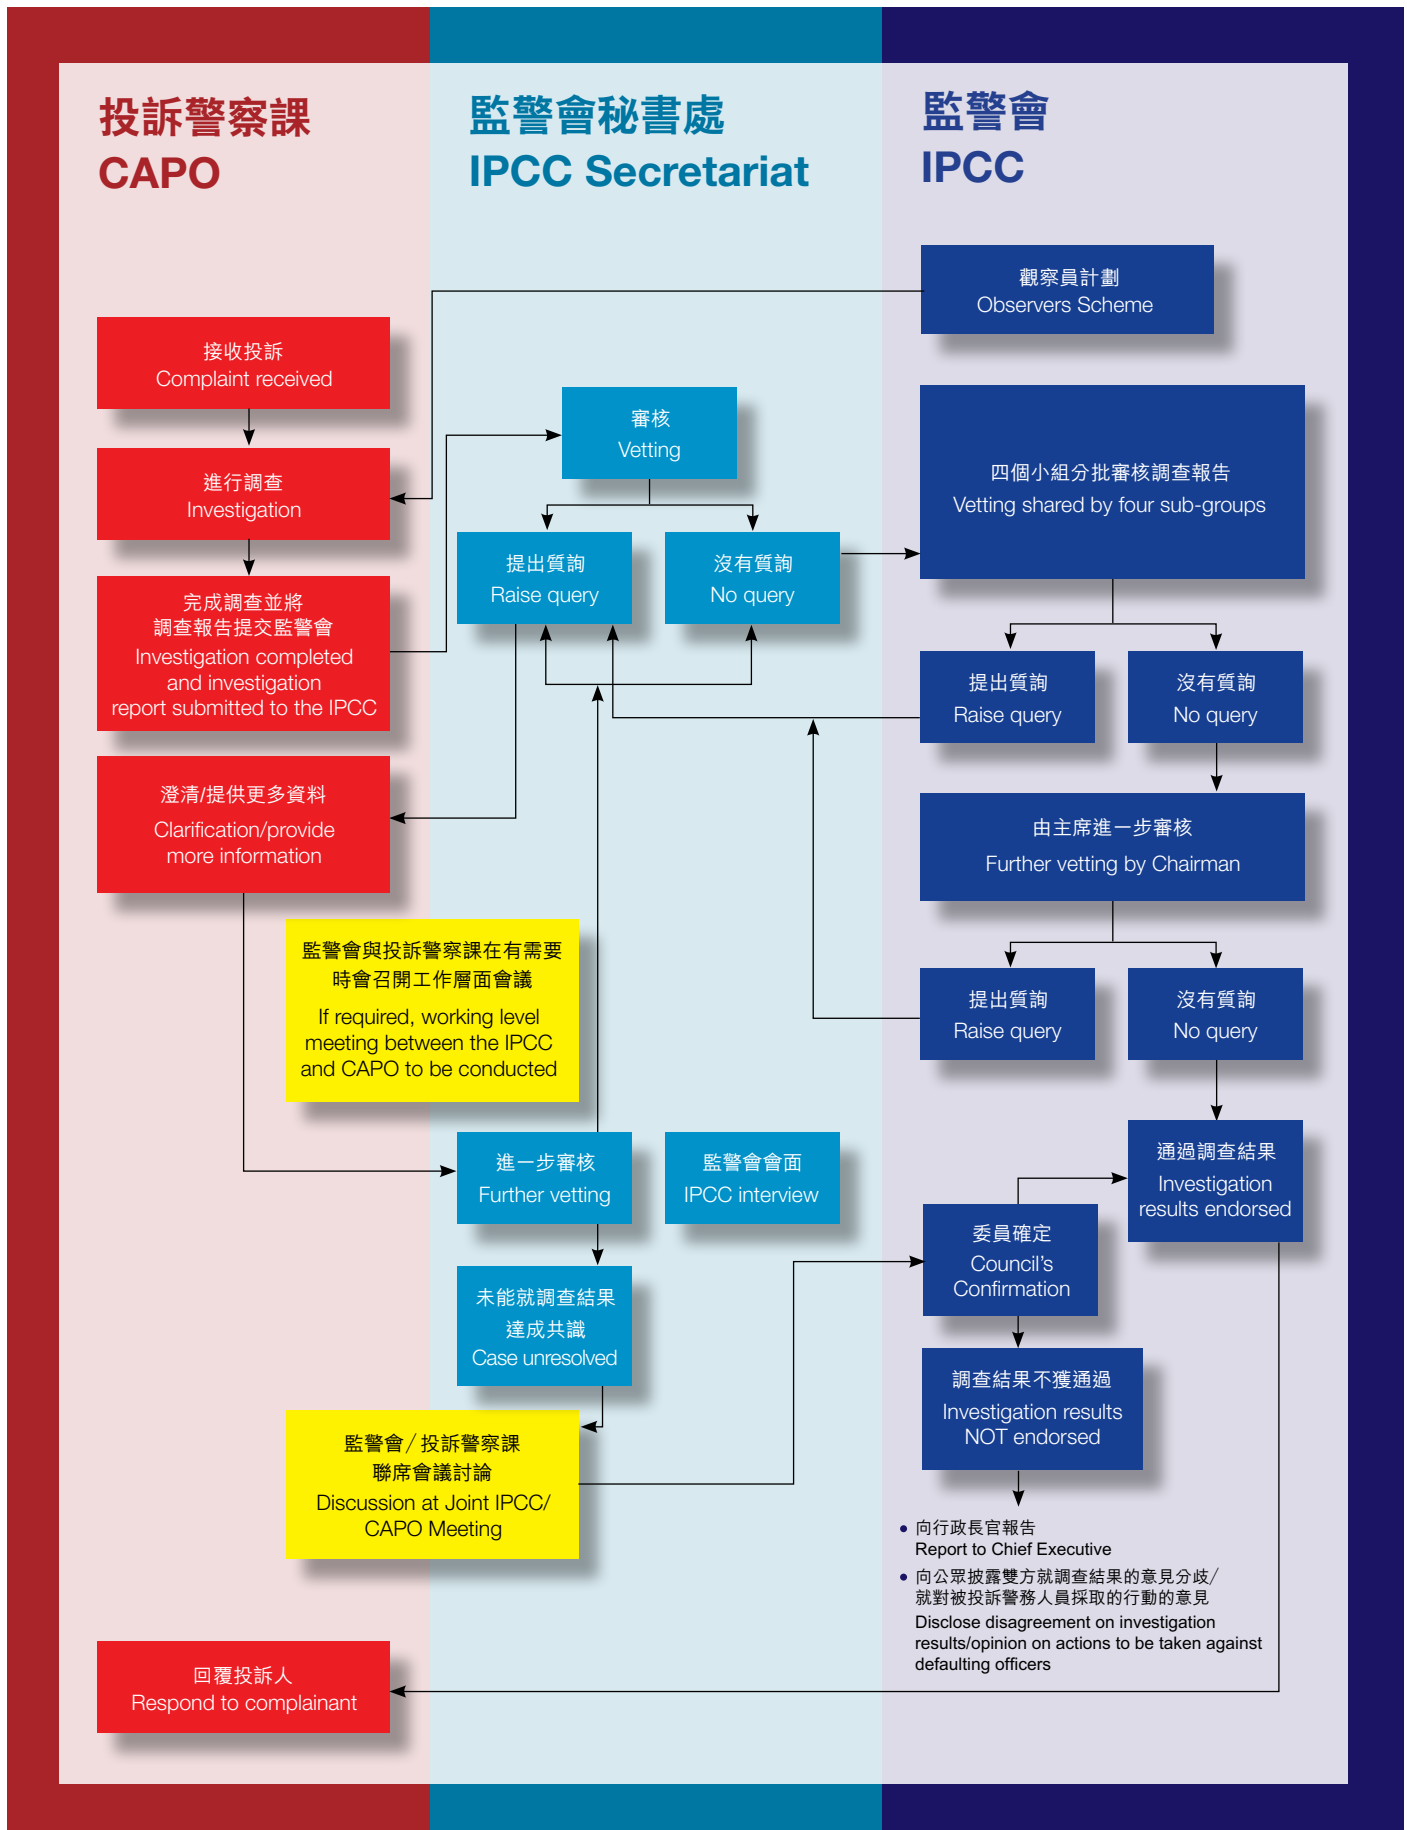 投訴警察課
CAPO
監警會秘書處
IPCC Secretariat
監警會
IPCC
觀察員計劃
Observers Scheme
接收投訴
Complaint received
進行調查
Investigation
完成調查並將
調查報告提交監警會
Investigation completed
and investigation
report submitted to the IPCC
審核
Vetting
提出質詢
Raise query
沒有質詢
No query
四個小組分批審核調查報告
Vetting shared by four sub-groups
提出質詢
Raise query
沒有質詢
No query
澄清/提供更多資料
Clarification/provide
more information
由主席進一步審核
Further vetting by Chairman
監警會與投訴警察課在有需要
時會召開工作層面會議
If required, working level
meeting between the IPCC
and CAPO to be conducted
提出質詢
Raise query
沒有質詢
No query
進一步審核
Further vetting
監警會會面
IPCC interview
通過調查結果
Investigation
results endorsed
委員確定
Council's
Confirmation
未能就調查結果
達成共識
Case unresolved
調查結果不獲通過
Investigation results
NOT endorsed
監警會/投訴警察課
聯席會議討論
Discussion at Joint IPCC/
CAPO Meeting
• 向行政長官報告
Report to Chief Executive
• 向公眾披露雙方就調查結果的意見分歧/
就對被投訴警務人員採取的行動的意見
Disclose disagreement on investigation
results/opinion on actions to be taken against
defaulting officers
回覆投訴人
Respond to complainant